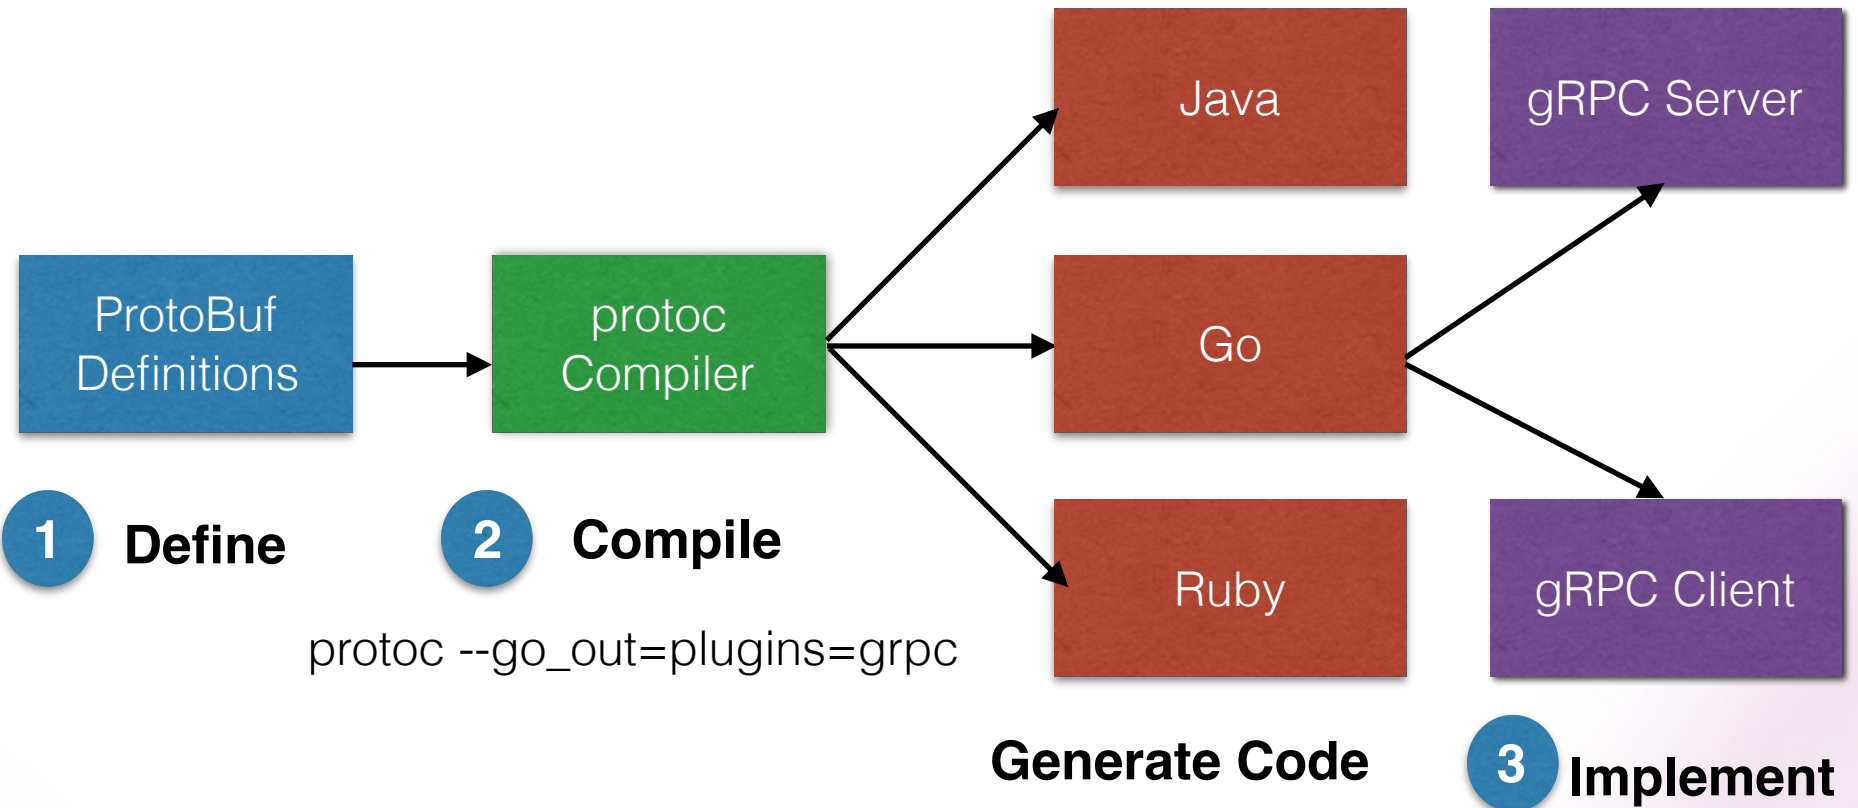 Java
gRPC Server
ProtoBuf
Definitions
protoc
Compiler
Go
1 Define
2 Compile
Ruby
gRPC Client
protoc --go_out=plugins=grpc
Generate Code
3 Implement